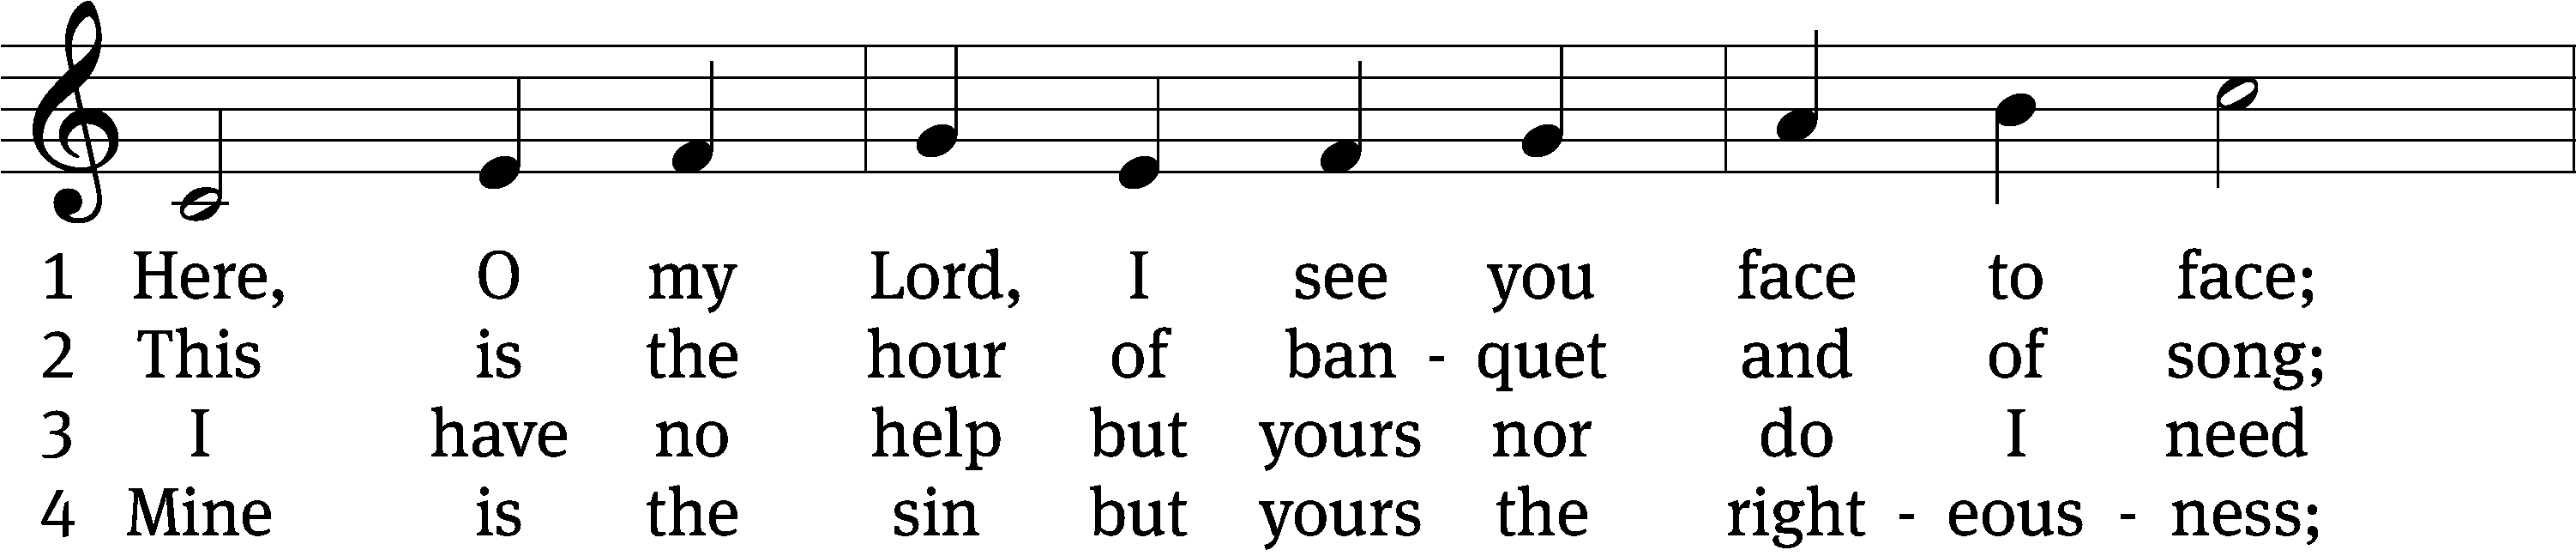 1 Here, O my Lord, I see you face to face;
2 This is the hour of ban - quet and of song;
3 I have no help but yours nor do I need
4 Mine is the sin but yours the right - eous - ness;